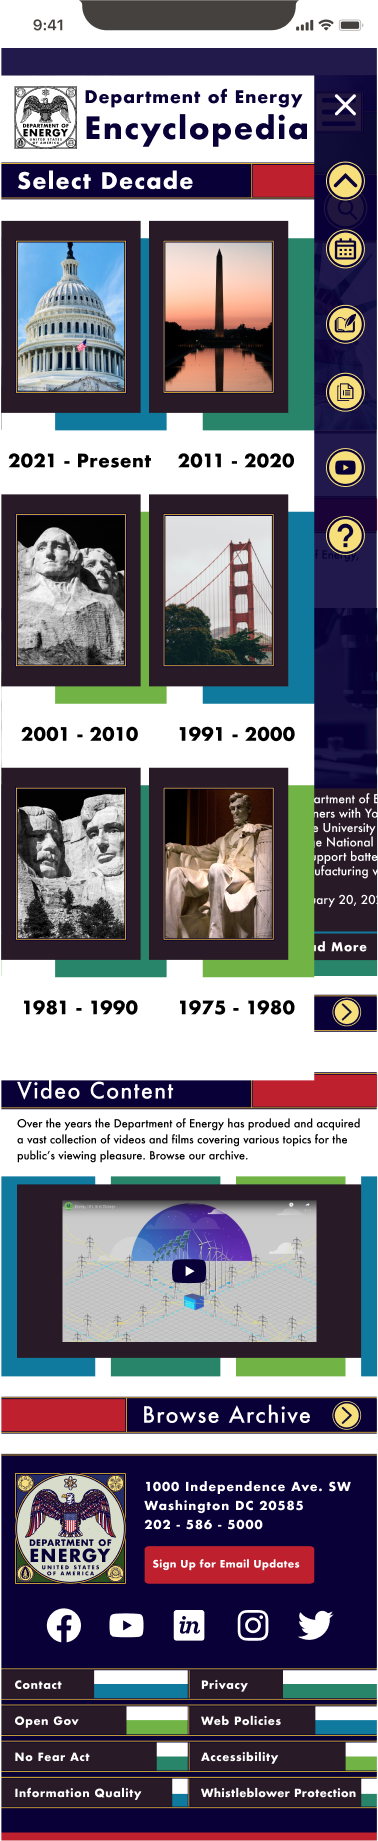 9:41
DEPARTMENT OF
ENERGY
UNITED STATES
OF AMERICA
Department of Energy
Encyclopedia
Select Decade
2021 - Present
2011 - 2020
2001 - 2010
1991 - 2000
1981 - 1990
1975 - 1980
?
f Energy,
artment of E
ners with Yo
e University
e National
upport batte
ufacturing
ary 20, 20
d More
Video Content
Over the years the Department of Energy has produed and acquired
a vast collection of videos and films covering various topics for the
public's viewing pleasure. Browse our archive.
Browse Archive
DEPARTMENT OF
ENERGY
UNITED STATES
OF AMERICA
1000 Independence Ave. SW
Washington DC 20585
202 - 586 - 5000
Sign Up for Email Updates
in
Contact
Privacy
Open Gov
Web Policies
No Fear Act
Accessibility
Information Quality
Whistleblower Protection